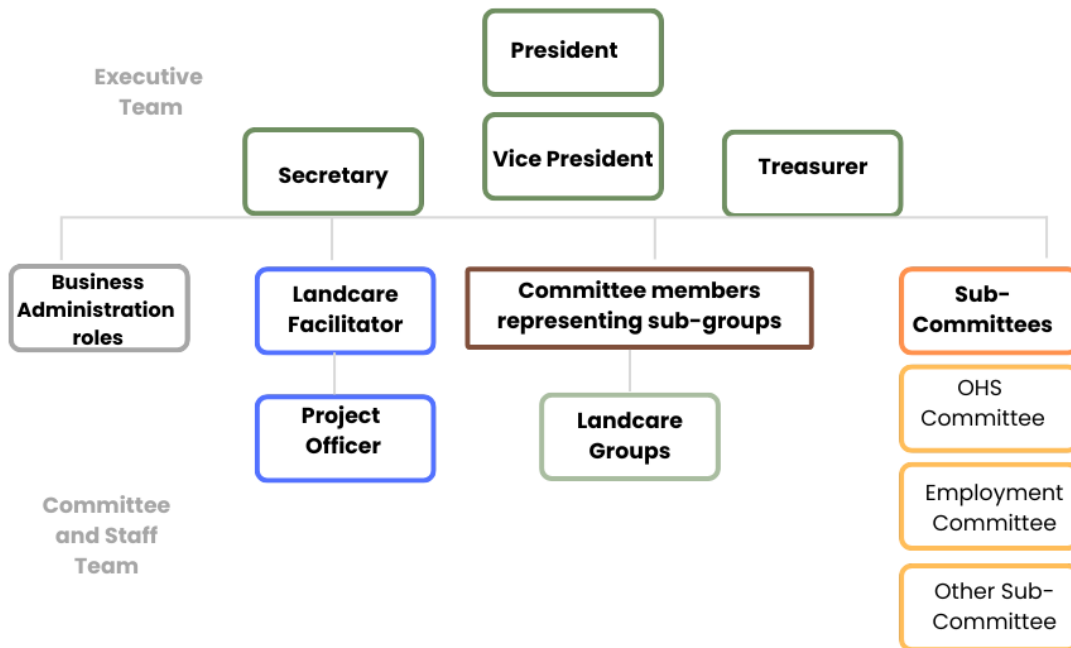 President
Executive
Team
Vice President
Secretary
Treasurer
Business
Administration
roles
Landcare
Facilitator
Committee members
representing sub-groups
Sub-
Committees
OHS
Committee
Project
Officer
Landcare
Groups
Employment
Committee
Committee
and Staff
Team
Other Sub-
Committee